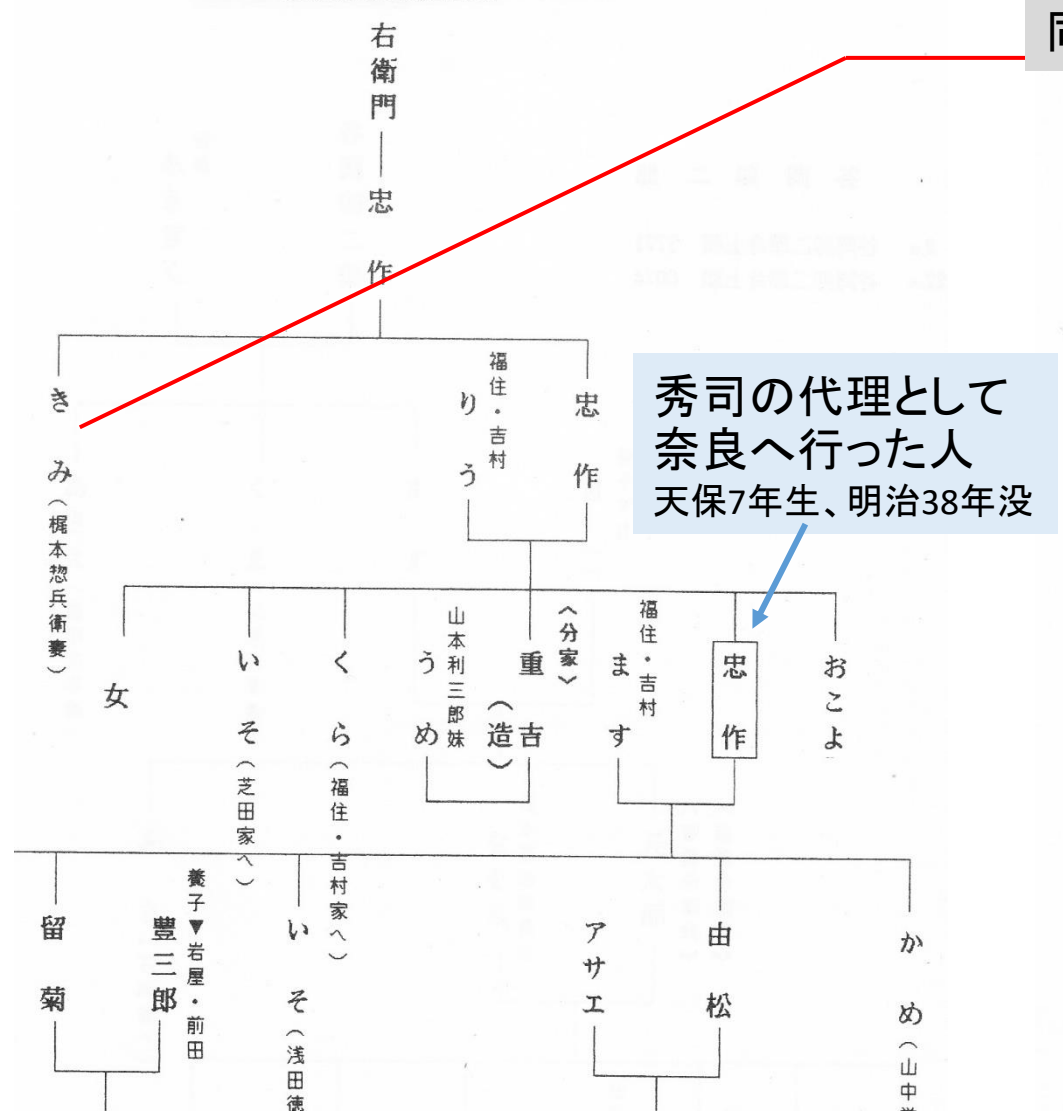 右衛門
忠作
忠作
福住・吉村
りう
きみ（梶本惣兵衛妻）
秀司の代理として
奈良へ行った人
天保7年生、明治38年没
おこよ
忠作
福住・吉村
ます
〈分家〉
重吉
（造）
山本利三郎妹
うめ
くら（福住・吉村家へ）
いそ（芝田家へ）
女
かめ（山中
由松
アサエ
いそ（浅田徳
養子▼岩屋・前田
豊三郎
留菊